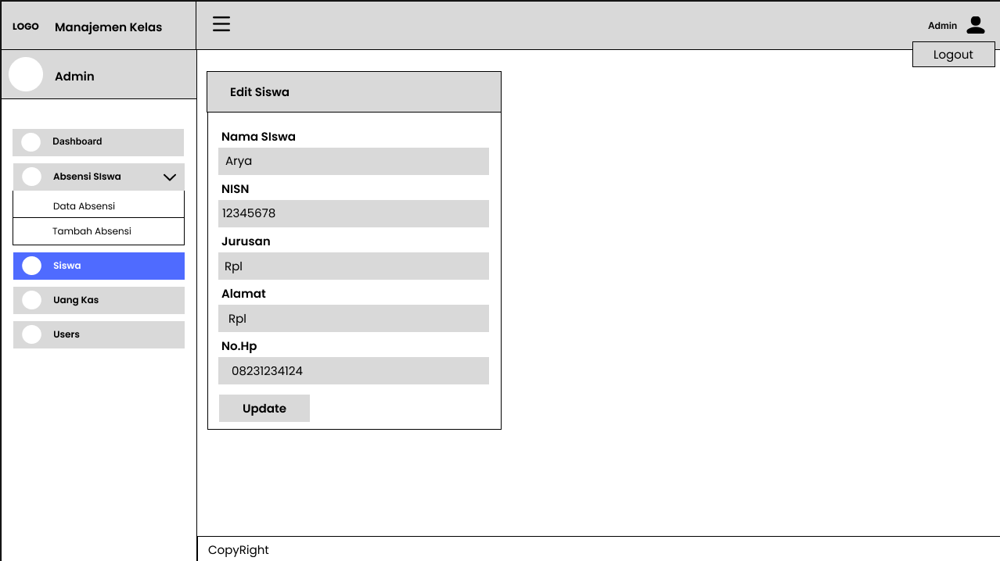 LOGO
Manajemen Kelas
Admin
Logout
Admin
Dashboard
Absensi SIswa
Data Absensi
Tambah Absensi
Siswa
Uang Kas
Users
Edit Siswa
Nama SIswa
Arya
NISN
12345678
Jurusan
Rpl
Alamat
Rpl
No.Hp
08231234124
Update
CopyRight